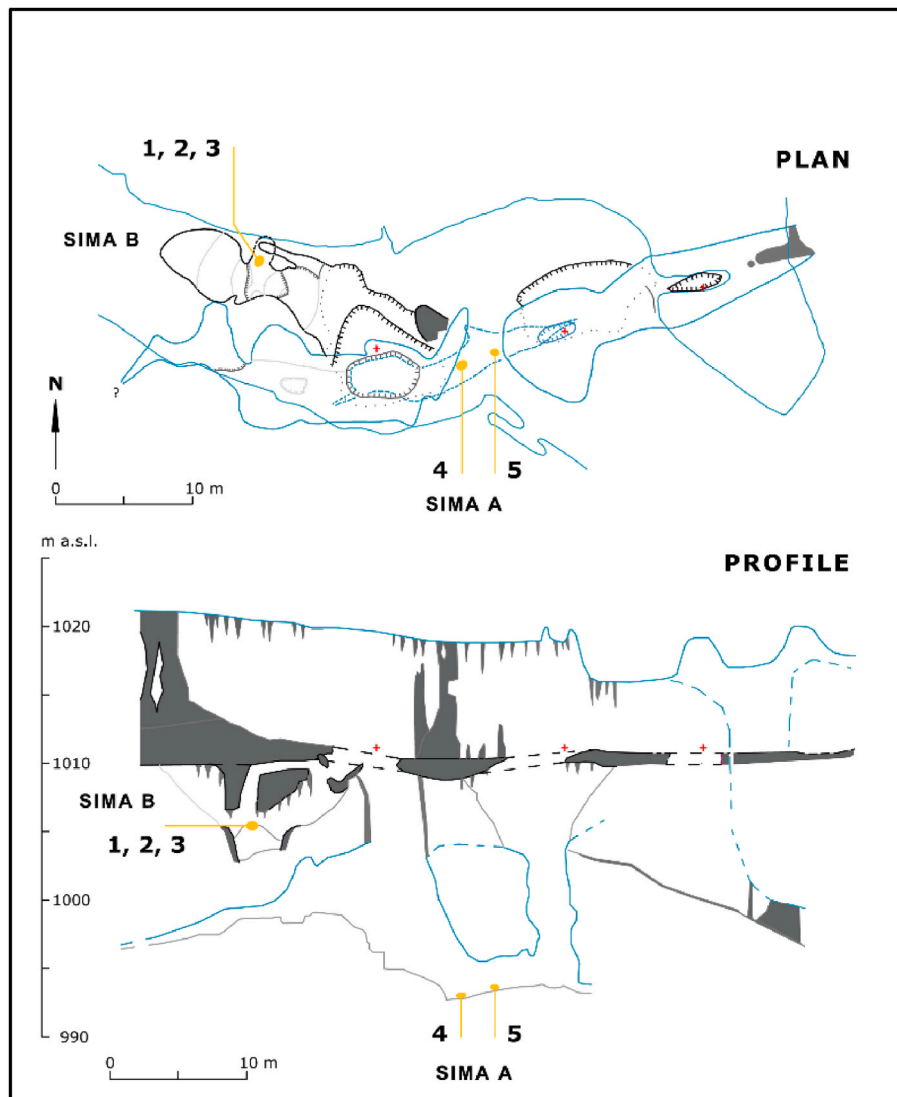 1, 2, 3
PLAN
SIMA B
?
N
0 10 m
4 5
SIMA A
m a.s.l.
PROFILE
1020
1010
SIMA B
1, 2, 3
1000
990
4 5
0 10 m
SIMA A